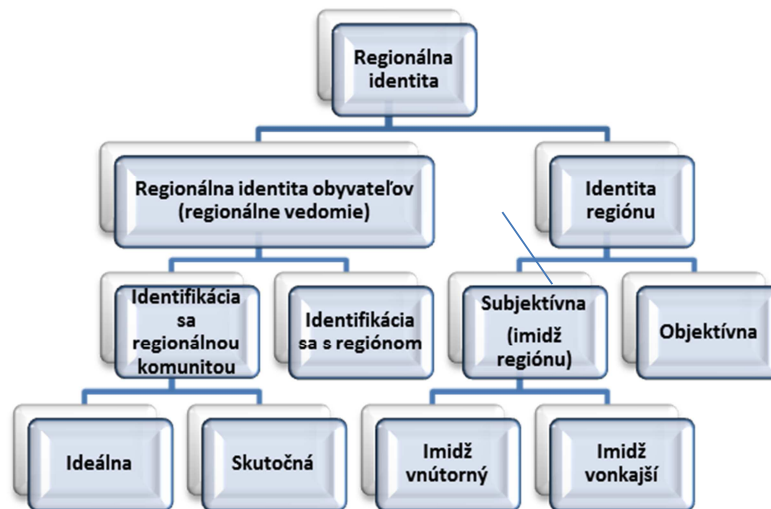 Regionálna
identita
Regionálna identita obyvateľov
(regionálne vedomie)
Identita
regiónu
Identifikácia
sa
regionálnou
komunitou
Identifikácia
sa s regiónom
Subjektívna
(imidž
regiónu)
Objektívna
Ideálna
Skutočná
Imidž
vnútorný
Imidž
vonkajší